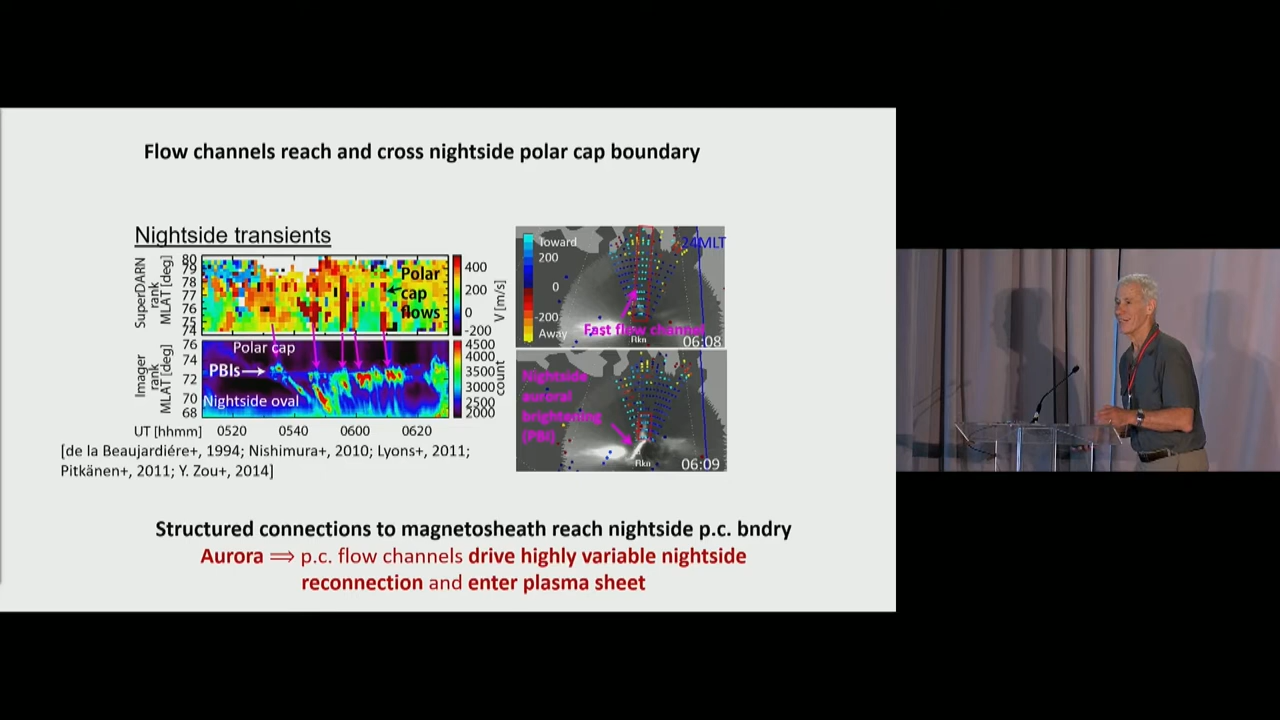 Flow channels reach and cross nightside polar cap boundary
Nightside transients
SuperDARN
rank
MLAT [deg]
80
79
78
77
76
75
74
Polar
cap
flows
400
200
0
-200
V [m/s]
Imager
rank
MLAT [deg]
76
74
72
70
68
Polar cap
PBIs
Nightside oval
4500
4000
3500
3000
2500
2000
count
UT [hhmm] 0520 0540 0600 0620
[de la Beaujardiére+, 1994; Nishimura+, 2010; Lyons+, 2011;
Pitkänen+, 2011; Y. Zou+, 2014]
Toward
200
0
-200
Away
24MLT
Fast flow channel
Rkn
06:08
Nightside
auroral
brightening
[PBI]
Rkn
06:09
Structured connections to magnetosheath reach nightside p.c. bndry
Aurora ⟹ p.c. flow channels drive highly variable nightside
reconnection and enter plasma sheet